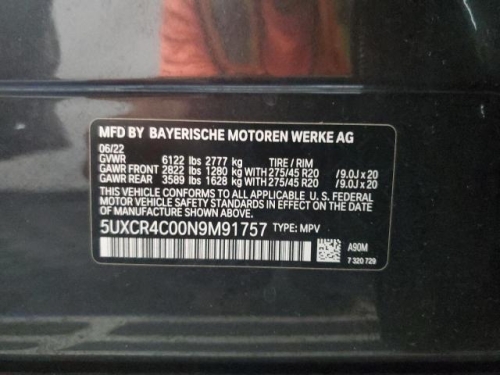 MFD BY BAYERISCHE MOTOREN WERKE AG
06/22
GVWR 6122 lbs 2777 kg TIRE / RIM
GAWR FRONT 2822 lbs 1280 kg WITH 275/45 R20 / 9.0J x 20
GAWR REAR 3589 lbs 1628 kg WITH 275/45 R20 / 9.0J x 20
THIS VEHICLE CONFORMS TO ALL APPLICABLE U. S. FEDERAL
MOTOR VEHICLE SAFETY STANDARDS IN EFFECT ON THE DATE
OF MANUFACTURE SHOWN ABOVE.
5UXCR4C00N9M91757 TYPE: MPV
A90M
7 320 729